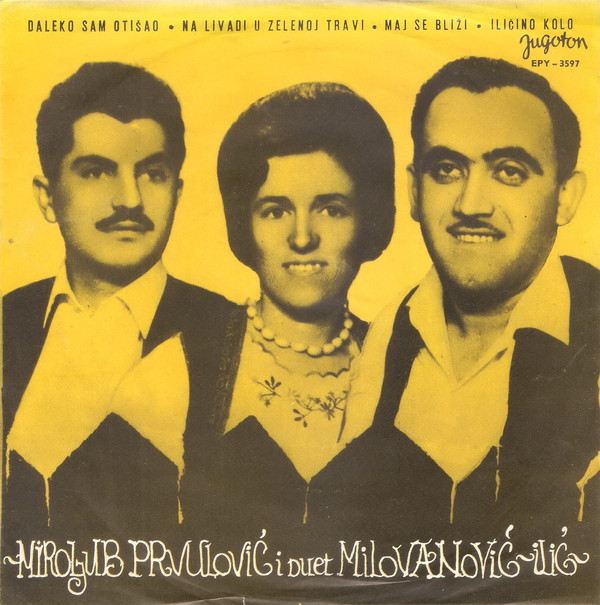 DALEKO SAM OTIŠAO • NA LIVADI U ZELENOJ TRAVI • MAJ SE BLIŽI • ILIĆINO KOLO
Jugoton
EPY – 3597
~MIROLJUB PRVULOVIĆ i DUET MILOVANOVIĆ~ILIĆ~